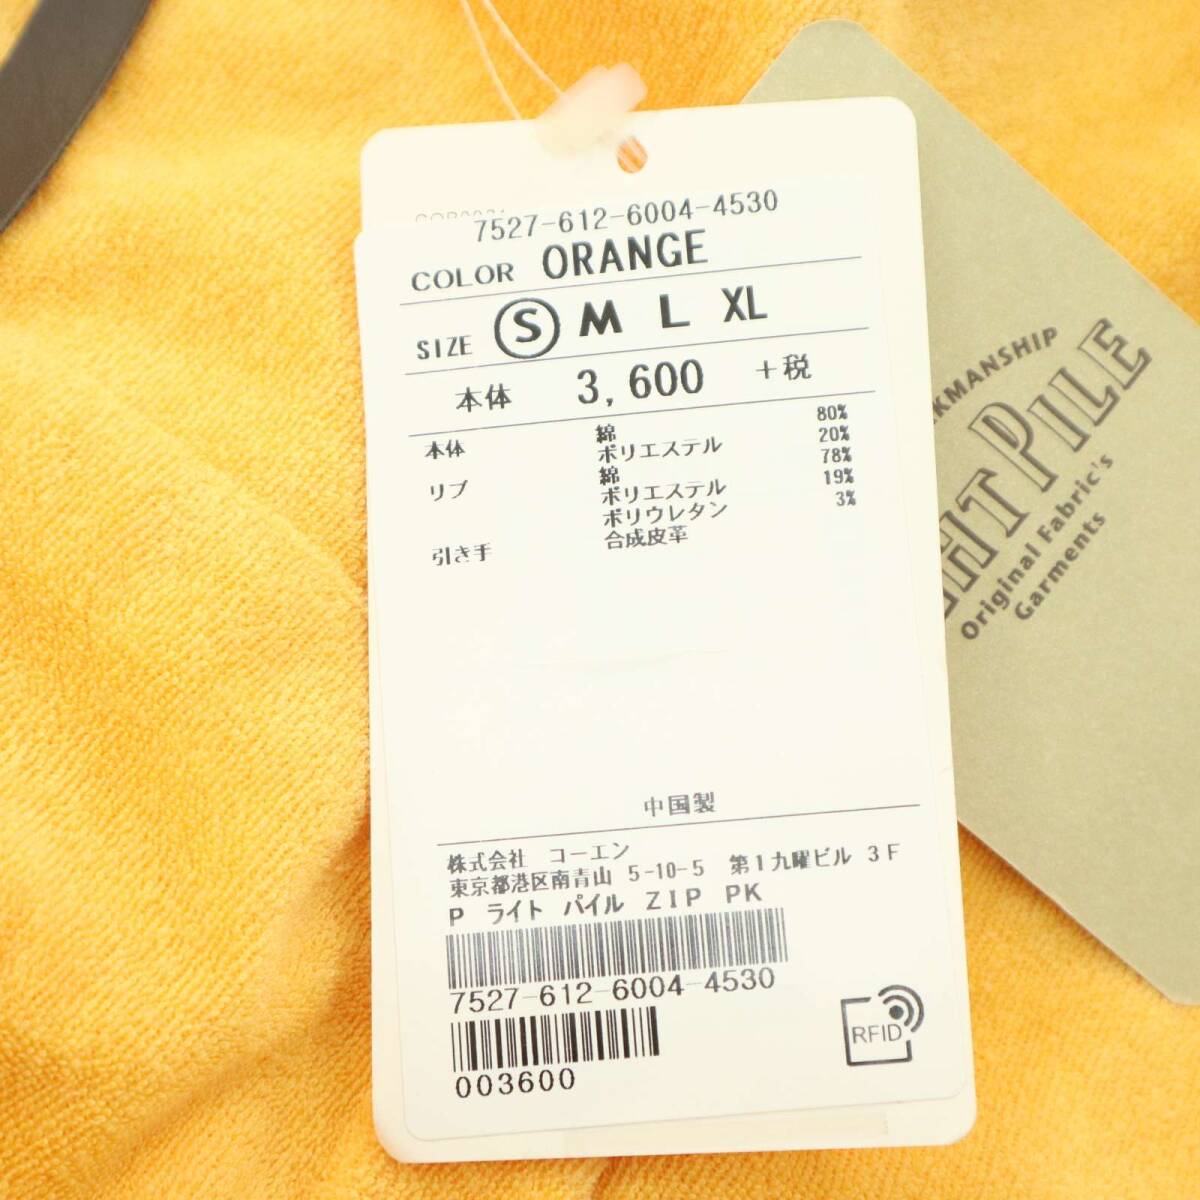 7527-612-6004-4530
COLOR ORANGE
SIZE S M L XL
本体 3,600 +税
本体 綿 80%
ポリエステル 20%
リブ 綿 78%
ポリエステル 19%
ポリウレタン 3%
引き手 合成皮革
中国製
株式会社 コーエン
東京都港区南青山 5-10-5 第1九曜ビル 3F
P ライト パイル ZIP PK
7527-612-6004-4530
003600
RFID
PILE
Original Fabric's
Garments